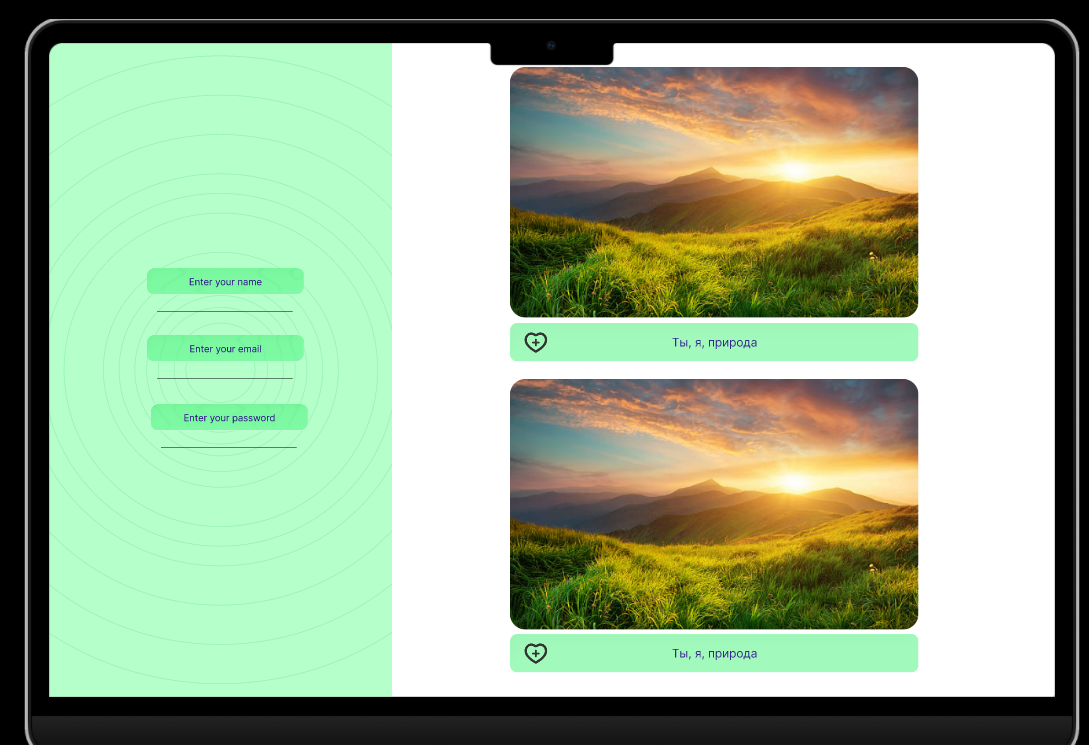 Enter your name
Enter your email
Enter your password
Ты, я, природа
Ты, я, природа